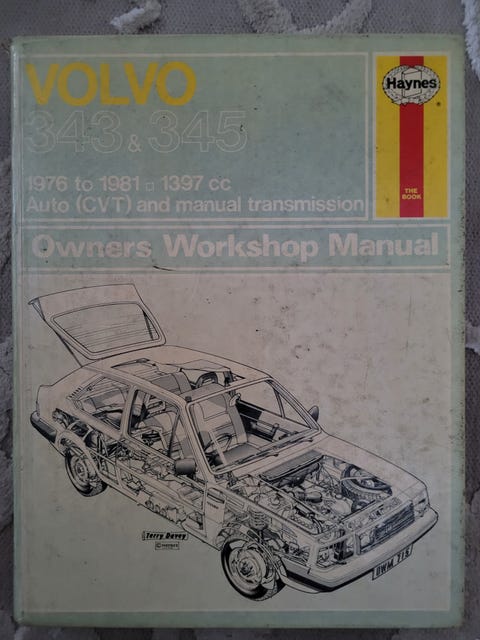 VOLVO
343 & 345
1976 to 1981 □ 1397 cc
Auto (CVT) and manual transmission
Haynes
®
THE
BOOK
Owners Workshop Manual
Terry Davey
© HAYNES
OWM 715